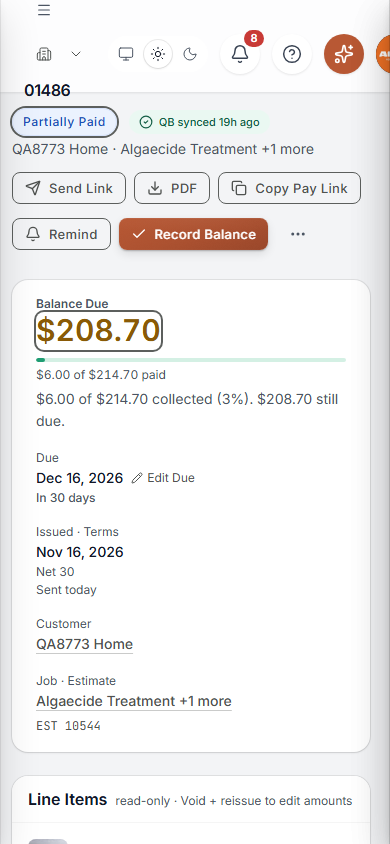 8
01486
Partially Paid
QB synced 19h ago
QA8773 Home · Algaecide Treatment +1 more
Send Link
PDF
Copy Pay Link
Remind
Record Balance
Balance Due
$208.70
$6.00 of $214.70 paid
$6.00 of $214.70 collected (3%). $208.70 still
due.
Due
Dec 16, 2026 Edit Due
In 30 days
Issued · Terms
Nov 16, 2026
Net 30
Sent today
Customer
QA8773 Home
Job · Estimate
Algaecide Treatment +1 more
EST 10544
Line Items read-only · Void + reissue to edit amounts